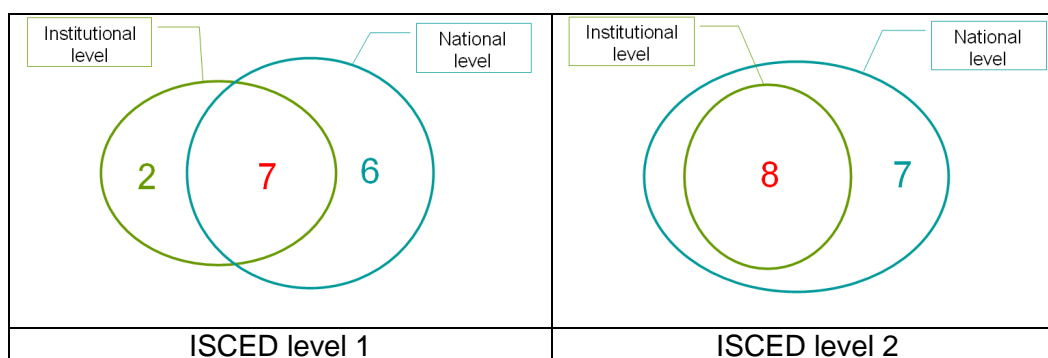 Institutional
level
National
level
2
7
6
ISCED level 1
Institutional
level
National
level
8
7
ISCED level 2